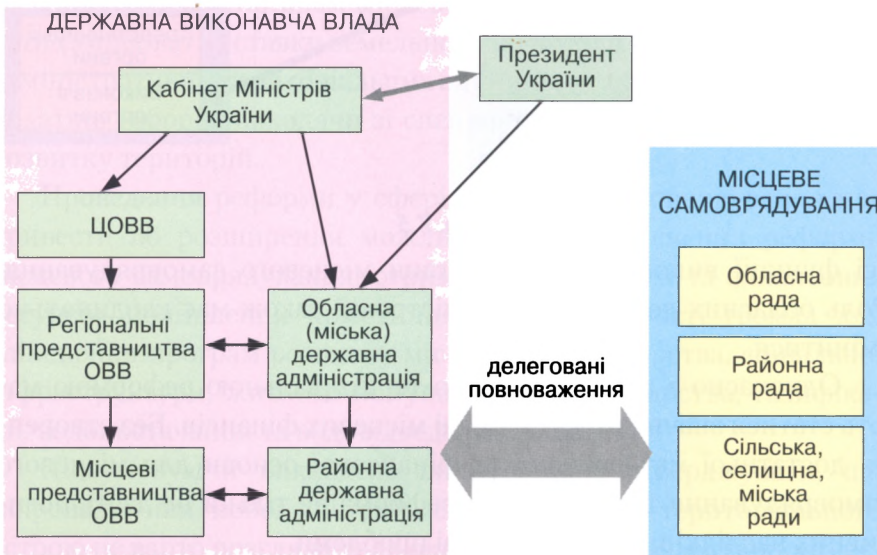 ДЕРЖАВНА ВИКОНАВЧА ВЛАДА
Президент
України
Кабінет Міністрів
України
МІСЦЕВЕ
САМОВРЯДУВАННЯ
ЦОВВ
Обласна
рада
Регіональні
представництва
ОВВ
Обласна
(міська)
державна
адміністрація
делеговані
повноваження
Районна
рада
Місцеві
представництва
ОВВ
Районна
державна
адміністрація
Сільська,
селищна,
міська
ради